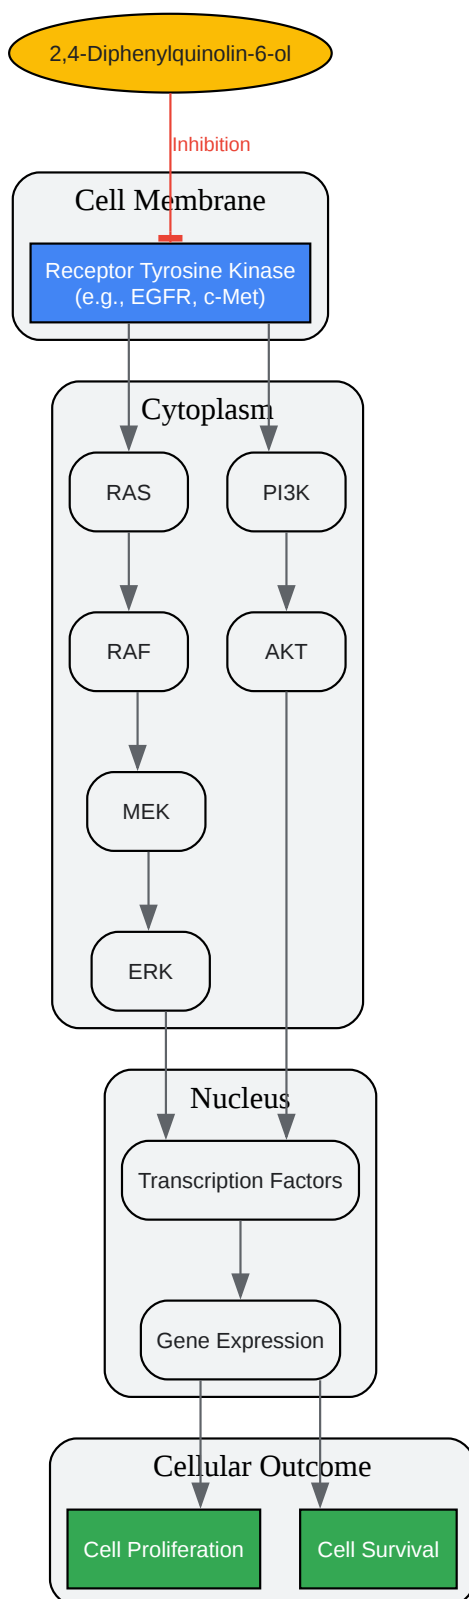 2,4-Diphenylquinolin-6-ol
Inhibition
Cell Membrane
Receptor Tyrosine Kinase
(e.g., EGFR, c-Met)
Cytoplasm
RAS
PI3K
RAF
AKT
MEK
ERK
Nucleus
Transcription Factors
Gene Expression
Cellular Outcome
Cell Proliferation
Cell Survival